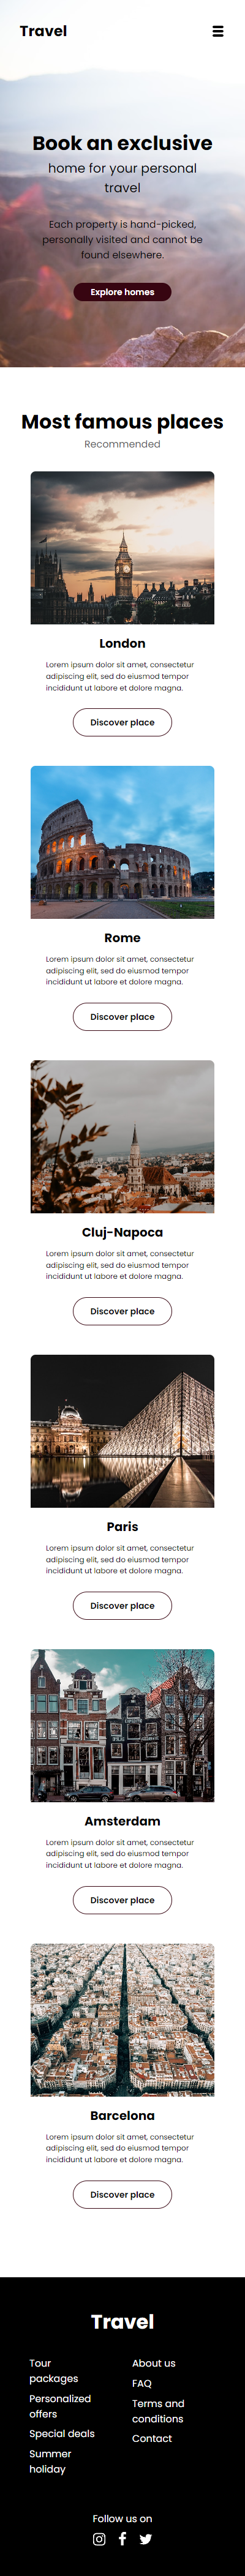 Travel
Book an exclusive
home for your personal
travel
Each property is hand-picked,
personally visited and cannot be
found elsewhere.
Explore homes
Most famous places
Recommended
London
Lorem ipsum dolor sit amet, consectetur
adipiscing elit, sed do eiusmod tempor
incididunt ut labore et dolore magna.
Discover place
Rome
Lorem ipsum dolor sit amet, consectetur
adipiscing elit, sed do eiusmod tempor
incididunt ut labore et dolore magna.
Discover place
Cluj-Napoca
Lorem ipsum dolor sit amet, consectetur
adipiscing elit, sed do eiusmod tempor
incididunt ut labore et dolore magna.
Discover place
Paris
Lorem ipsum dolor sit amet, consectetur
adipiscing elit, sed do eiusmod tempor
incididunt ut labore et dolore magna.
Discover place
Amsterdam
Lorem ipsum dolor sit amet, consectetur
adipiscing elit, sed do eiusmod tempor
incididunt ut labore et dolore magna.
Discover place
Barcelona
Lorem ipsum dolor sit amet, consectetur
adipiscing elit, sed do eiusmod tempor
incididunt ut labore et dolore magna.
Discover place
Travel
Tour
packages
Personalized
offers
Special deals
Summer
holiday
About us
FAQ
Terms and
conditions
Contact
Follow us on